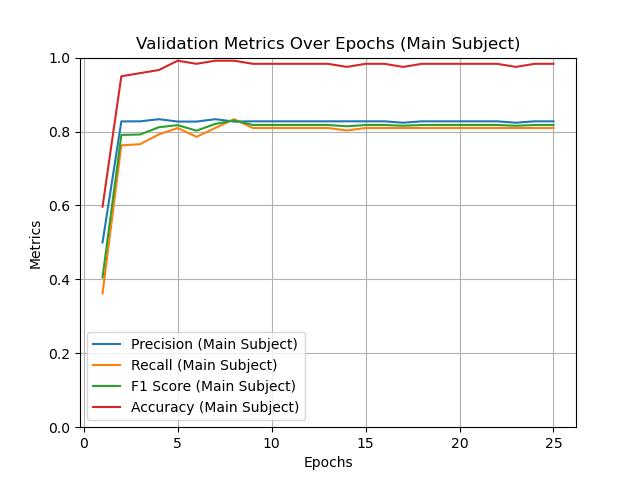 Validation Metrics Over Epochs (Main Subject)
1.0
0.8
0.6
0.4
0.2
0.0
Metrics
Precision (Main Subject)
Recall (Main Subject)
F1 Score (Main Subject)
Accuracy (Main Subject)
0 5 10 15 20 25
Epochs